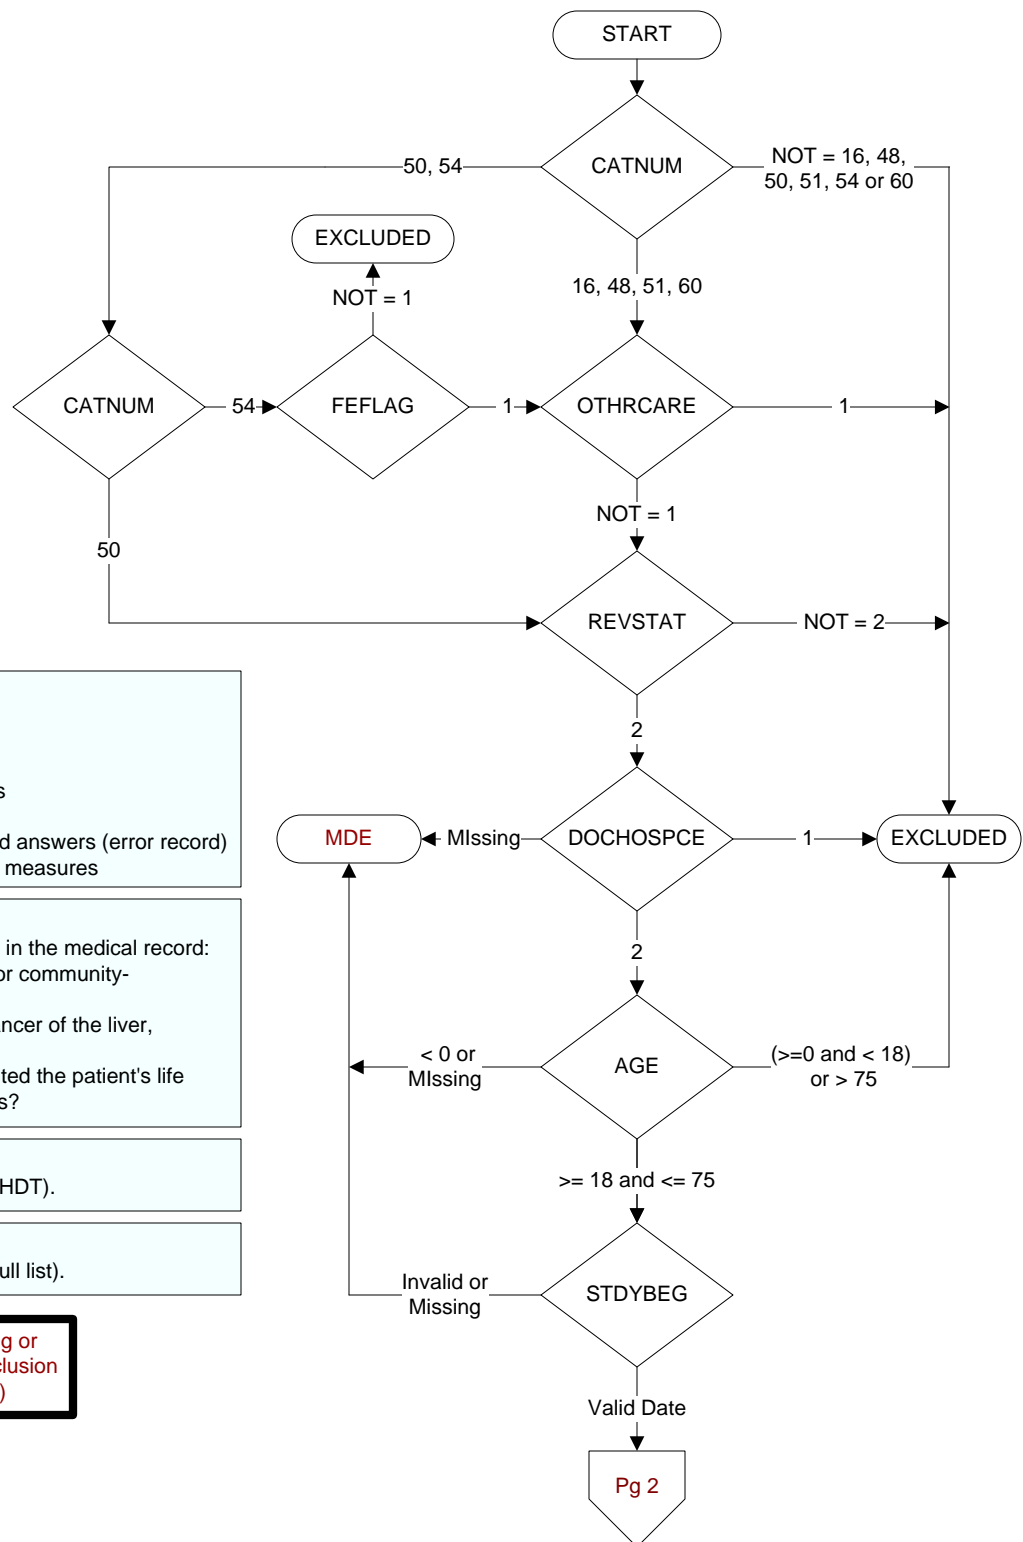 START
CATNUM
50, 54
NOT = 16, 48,
50, 51, 54 or 60
16, 48, 51, 60
EXCLUDED
NOT = 1
CATNUM
54
FEFLAG
1
OTHRCARE
1
NOT = 1
50
REVSTAT
NOT = 2
2
MDE
MIssing
DOCHOSPCE
1
EXCLUDED
2
< 0 or
MIssing
AGE
(>=0 and < 18)
or > 75
>= 18 and <= 75
Invalid or
Missing
STDYBEG
Valid Date
Pg 2
s
d answers (error record)
measures
in the medical record:
or community-
ancer of the liver,
ted the patient's life
s?
HDT).
ull list).
g or
clusion
)